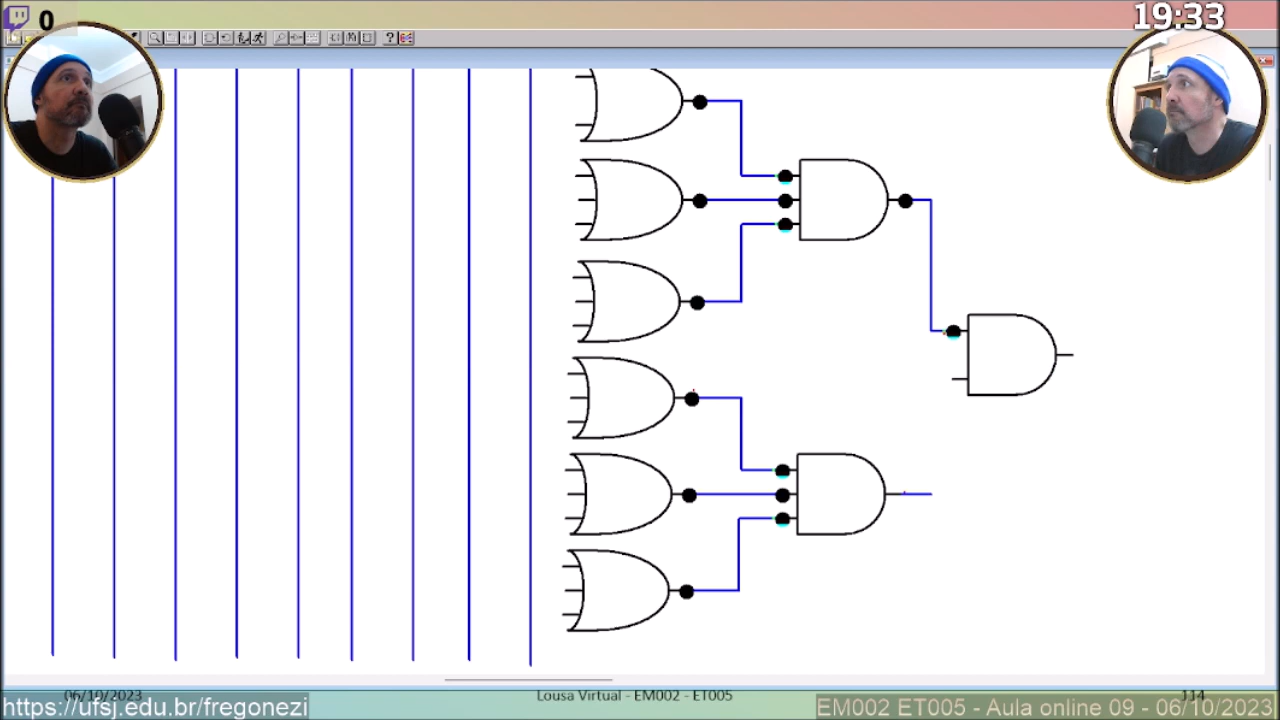 0
19:33
?
06/10/2023
Lousa Virtual - EM002 - ET005
114
https://ufsj.edu.br/fregonezi
EM002 ET005 - Aula online 09 - 06/10/2023